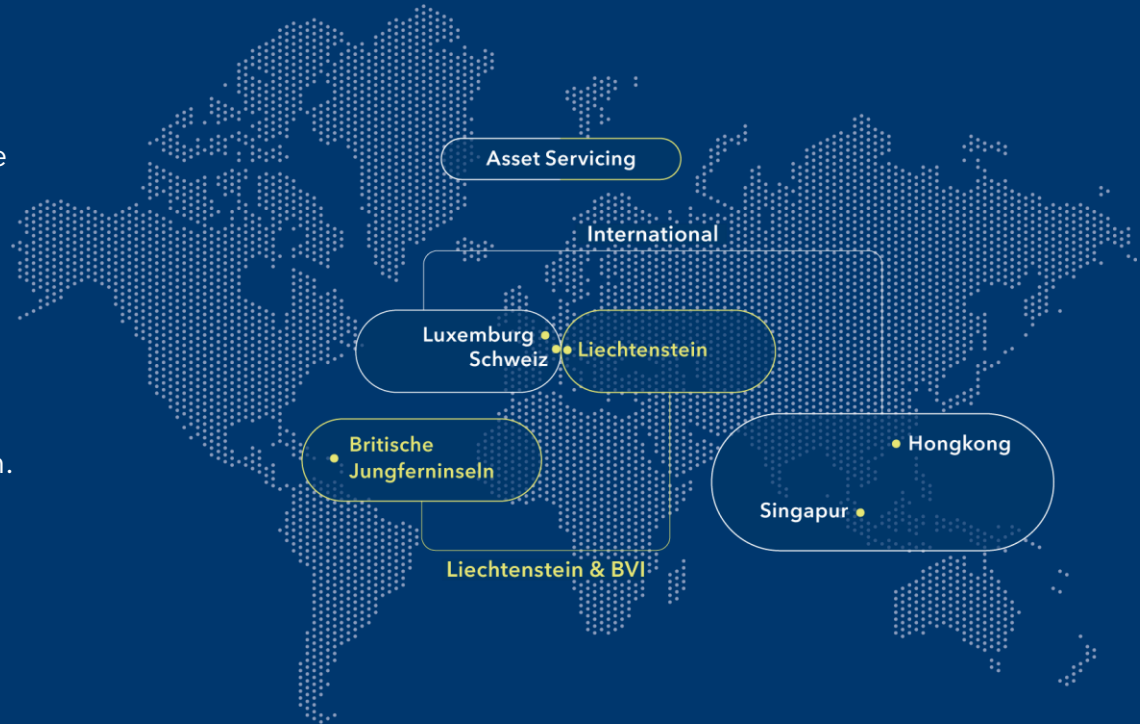 e
Asset Servicing
International
Luxemburg
Schweiz
Liechtenstein
Britische
Jungferninseln
Hongkong
n.
Singapur
Liechtenstein & BVI